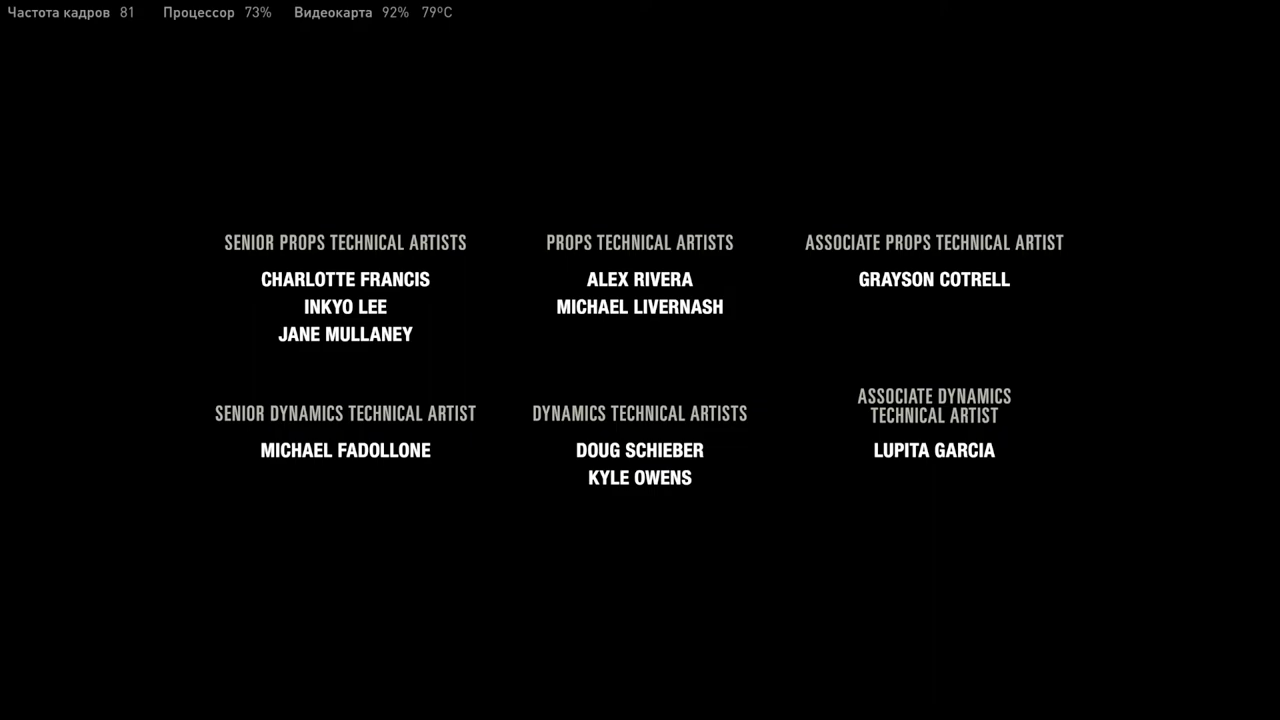 Частота кадров 81 Процессор 73% Видеокарта 92% 79ºC
SENIOR PROPS TECHNICAL ARTISTS
CHARLOTTE FRANCIS
INKYO LEE
JANE MULLANEY
PROPS TECHNICAL ARTISTS
ALEX RIVERA
MICHAEL LIVERNASH
ASSOCIATE PROPS TECHNICAL ARTIST
GRAYSON COTRELL
SENIOR DYNAMICS TECHNICAL ARTIST
MICHAEL FADOLLONE
DYNAMICS TECHNICAL ARTISTS
DOUG SCHIEBER
KYLE OWENS
ASSOCIATE DYNAMICS
TECHNICAL ARTIST
LUPITA GARCIA